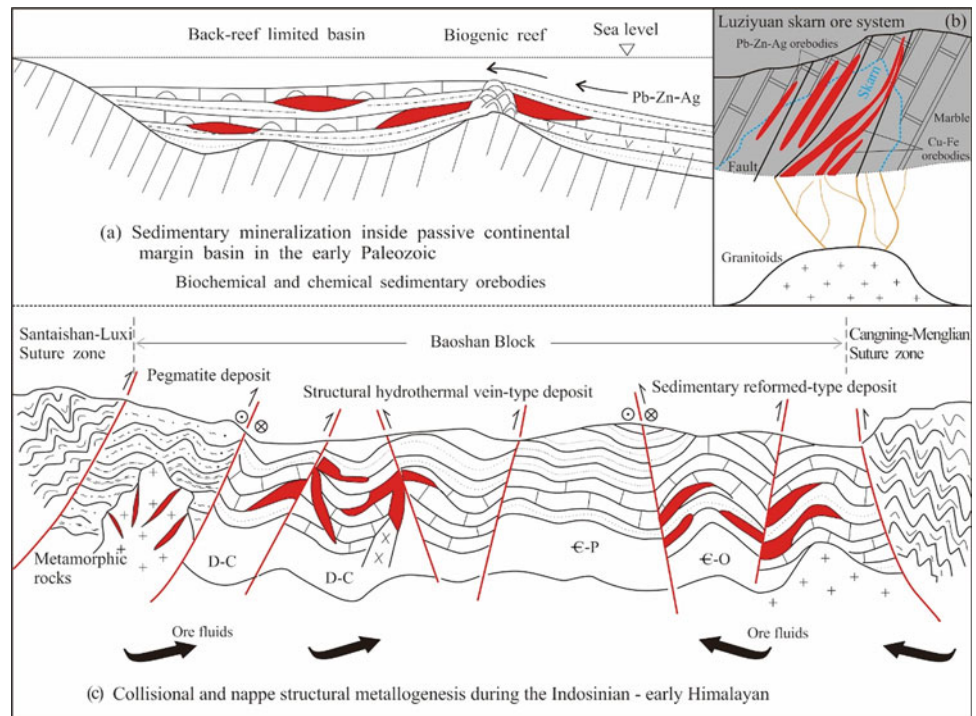 Back-reef limited basin
Biogenic reef
Sea level
Pb-Zn-Ag
(a) Sedimentary mineralization inside passive continental
margin basin in the early Paleozoic
Biochemical and chemical sedimentary orebodies
Luziyuan skarn ore system
(b)
Pb-Zn-Ag orebodies
Skarn
Marble
Cu-Fe
orebodies
Fault
Granitoids
Santaishan-Luxi
Suture zone
Baoshan Block
Cangning-Menglian
Suture zone
Pegmatite deposit
Structural hydrothermal vein-type deposit
Sedimentary reformed-type deposit
Metamorphic
rocks
D-C
D-C
Є-P
Є-O
Ore fluids
Ore fluids
(c) Collisional and nappe structural metallogenesis during the Indosinian - early Himalayan